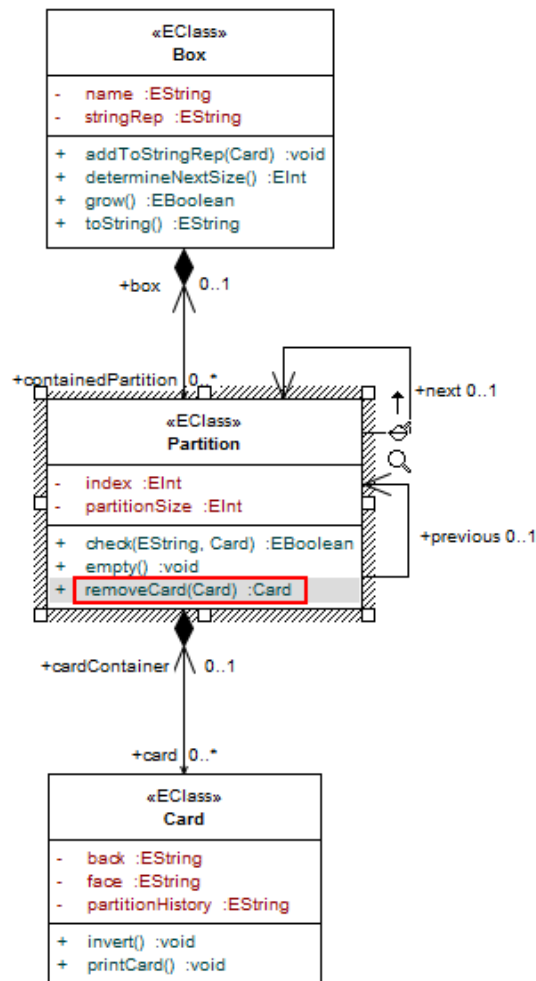 «EClass»
Box
- name :EString
- stringRep :EString
+ addToStringRep(Card) :void
+ determineNextSize() :EInt
+ grow() :EBoolean
+ toString() :EString
+box 0..1
+containedPartition 0..*
+next 0..1
«EClass»
Partition
- index :EInt
- partitionSize :EInt
+previous 0..1
+ check(EString, Card) :EBoolean
+ empty() :void
+ removeCard(Card) :Card
+cardContainer 0..1
+card 0..*
«EClass»
Card
- back :EString
- face :EString
- partitionHistory :EString
+ invert() :void
+ printCard() :void